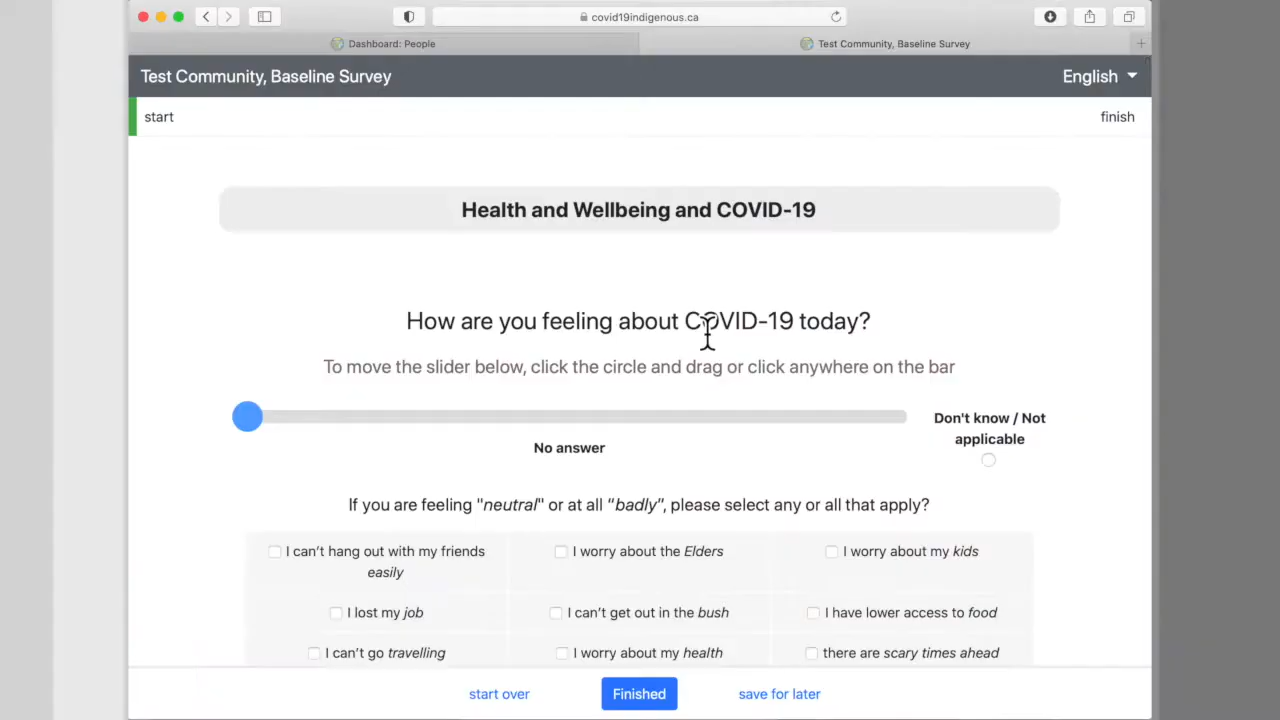 covid19indigenous.ca
Dashboard: People
Test Community, Baseline Survey
Test Community, Baseline Survey
English
start
finish
Health and Wellbeing and COVID-19
How are you feeling about COVID-19 today?
To move the slider below, click the circle and drag or click anywhere on the bar
No answer
Don't know / Not
applicable
If you are feeling "neutral" or at all “badly”, please select any or all that apply?
I can’t hang out with my friends
easily
I worry about the Elders
I worry about my kids
I lost my job
I can’t get out in the bush
I have lower access to food
I can’t go travelling
I worry about my health
there are scary times ahead
start over
Finished
save for later